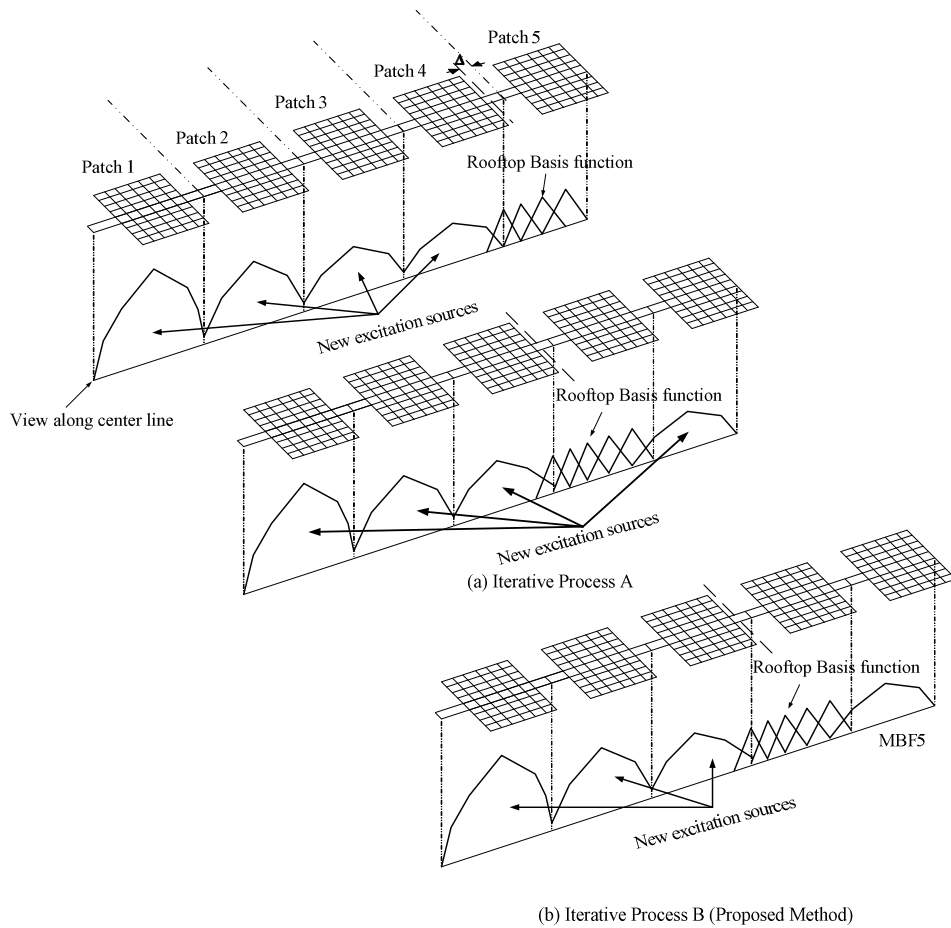 Patch 5
Δ
Patch 4
Patch 3
Patch 2
Patch 1
Rooftop Basis function
New excitation sources
View along center line
Rooftop Basis function
New excitation sources
(a) Iterative Process A
Rooftop Basis function
MBF5
New excitation sources
(b) Iterative Process B (Proposed Method)